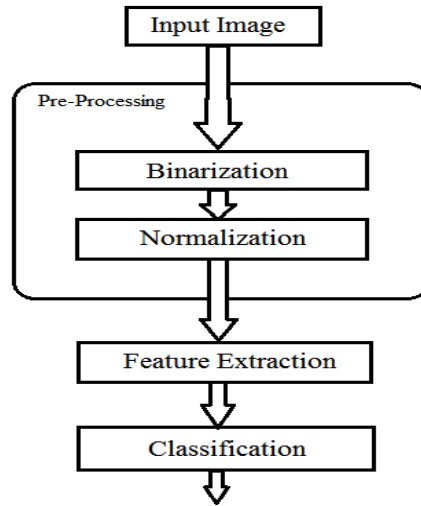 Input Image
Pre-Processing
Binarization
Normalization
Feature Extraction
Classification